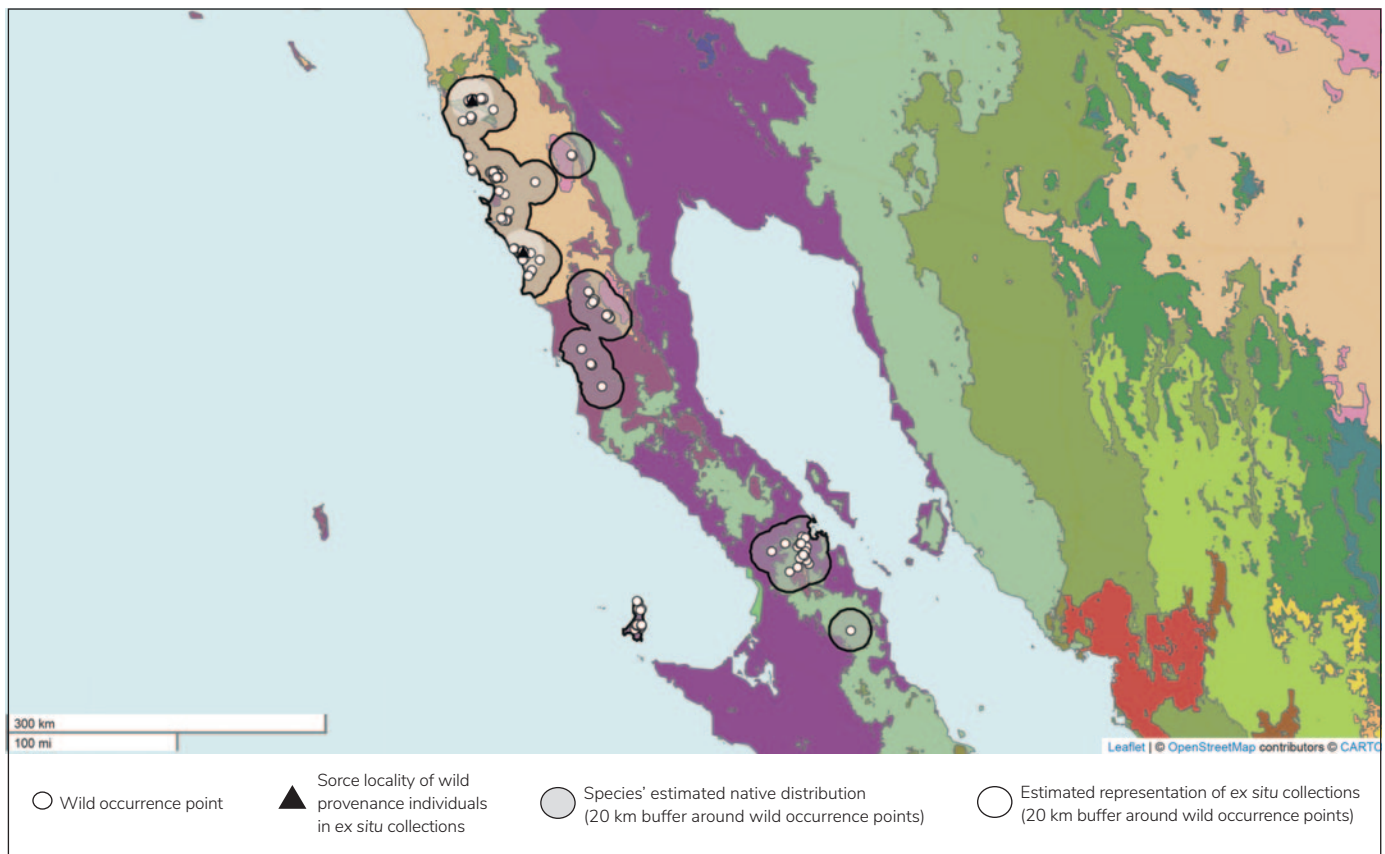 300 km
100 mi
Leaflet | © OpenStreetMap contributors © CARTO
Wild occurrence point
Sorce locality of wild
provenance individuals
in ex situ collections
Species’ estimated native distribution
(20 km buffer around wild occurrence points)
Estimated representation of ex situ collections
(20 km buffer around wild occurrence points)